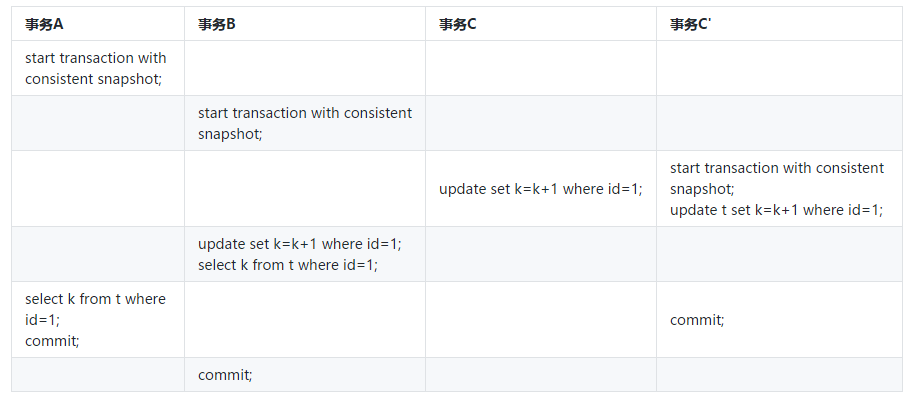 事务A 事务B 事务C 事务C'
start transaction with
consistent snapshot;
start transaction with consistent
snapshot;
update set k=k+1 where id=1;
start transaction with consistent
snapshot;
update t set k=k+1 where id=1;
update set k=k+1 where id=1;
select k from t where id=1;
select k from t where
id=1;
commit;
commit;
commit;